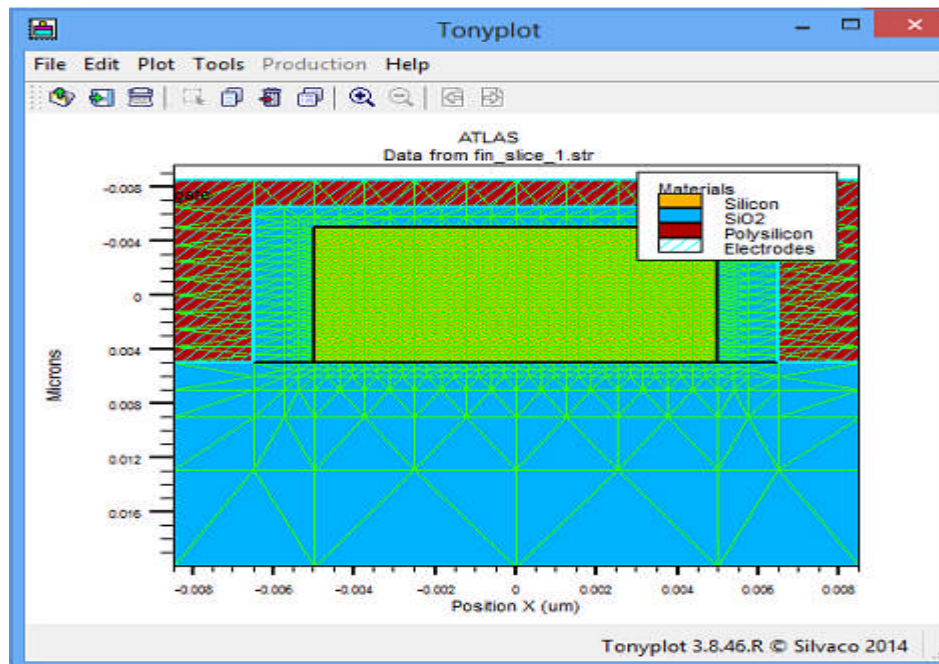 Tonyplot
File Edit Plot Tools Production Help
ATLAS
Data from fin_slice_1.str
Materials
Silicon
SiO2
Polysilicon
Electrodes
gate
Microns
-0.008
-0.004
0
0.004
0.008
0.012
0.016
-0.008 -0.006 -0.004 -0.002 0 0.002 0.004 0.006 0.008
Position X (um)
Tonyplot 3.8.46.R © Silvaco 2014